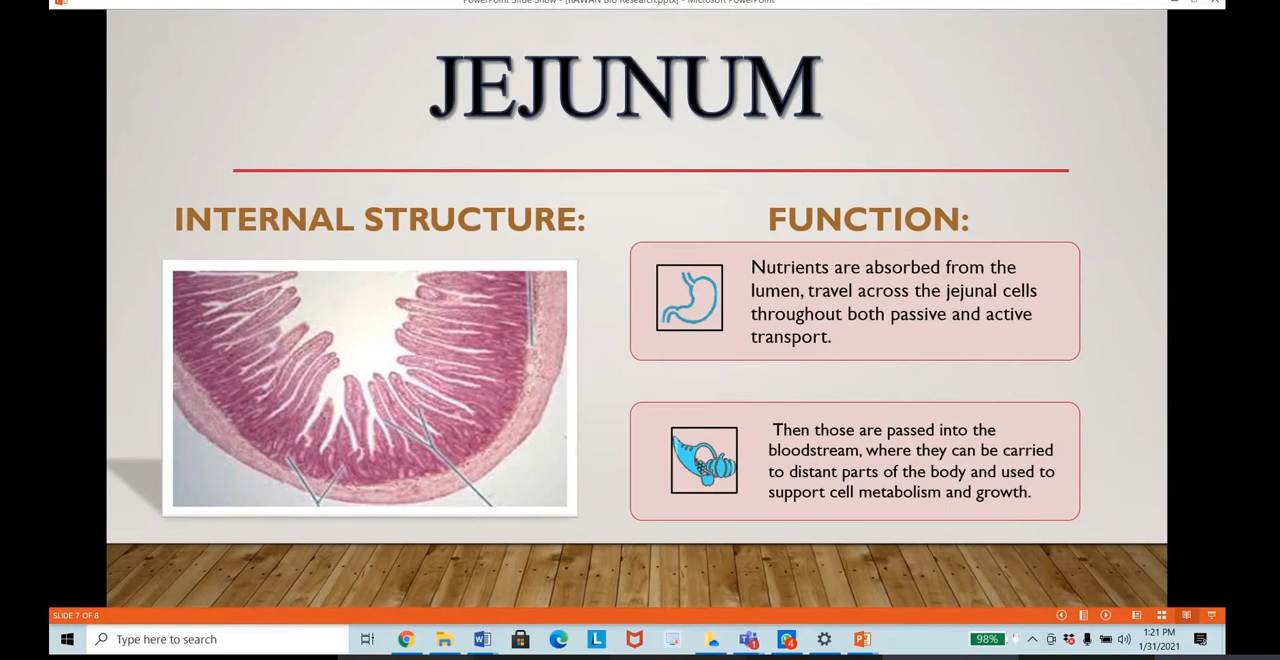 PowerPoint Slide Show - [RAWAN Bio Research.pptx] - Microsoft PowerPoint
JEJUNUM
INTERNAL STRUCTURE:
FUNCTION:
Nutrients are absorbed from the
lumen, travel across the jejunal cells
throughout both passive and active
transport.
Then those are passed into the
bloodstream, where they can be carried
to distant parts of the body and used to
support cell metabolism and growth.
SLIDE 7 OF 8
Type here to search
98%
1:21 PM
1/31/2021